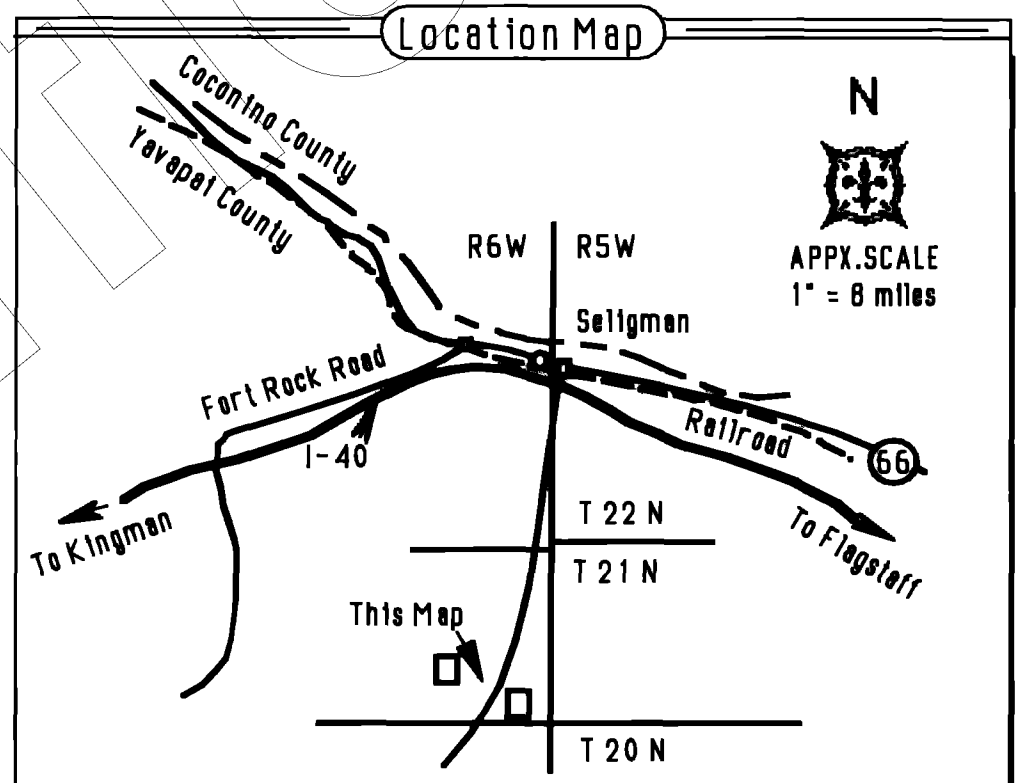 Location Map
Coconino County
Yavapai County
N
APPX.SCALE
1" = 8 miles
R6W
R5W
Seligman
Fort Rock Road
I-40
Railroad
66
To Kingman
To Flagstaff
T 22 N
T 21 N
This Map
T 20 N